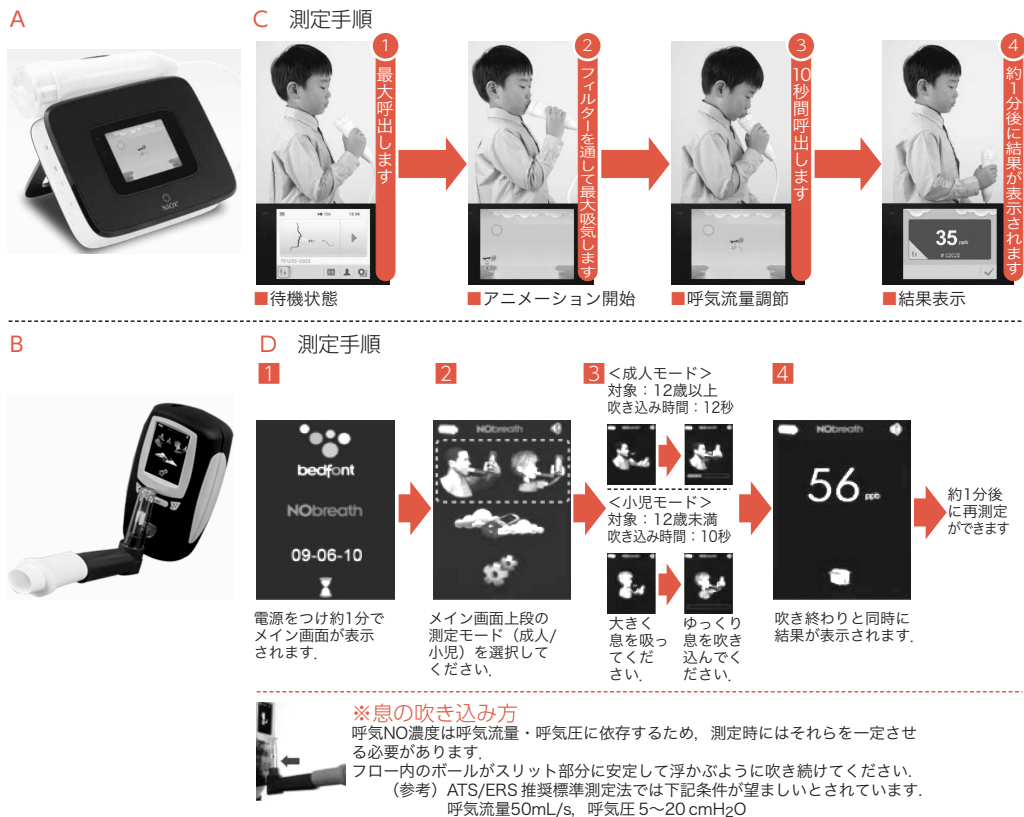 A
NIOX
C 測定手順
1
最大呼出します
2
フィルターを通して最大吸気します
3
10秒間呼出します
4
約1分後に結果が表示されます
35 ppb
■待機状態
■アニメーション開始
■呼気流量調節
■結果表示
B
D 測定手順
1
bedfont
NObreath
09-06-10
電源をつけ約1分で
メイン画面が表示
されます.
2
NObreath
メイン画面上段の
測定モード（成人/
小児）を選択して
ください.
3
＜成人モード＞
対象：12歳以上
吹き込み時間：12秒
＜小児モード＞
対象：12歳未満
吹き込み時間：10秒
大きく
息を吸っ
てくだ
さい.
ゆっくり
息を吹き
込んでく
ださい.
4
NObreath
56 ppb
吹き終わりと同時に
結果が表示されます.
約1分後
に再測定
ができます
※息の吹き込み方
呼気NO濃度は呼気流量・呼気圧に依存するため，測定時にはそれらを一定させ
る必要があります.
フロー内のボールがスリット部分に安定して浮かぶように吹き続けてください.
（参考）ATS/ERS 推奨標準測定法では下記条件が望ましいとされています.
呼気流量50mL/s，呼気圧 5〜20 cmH2O